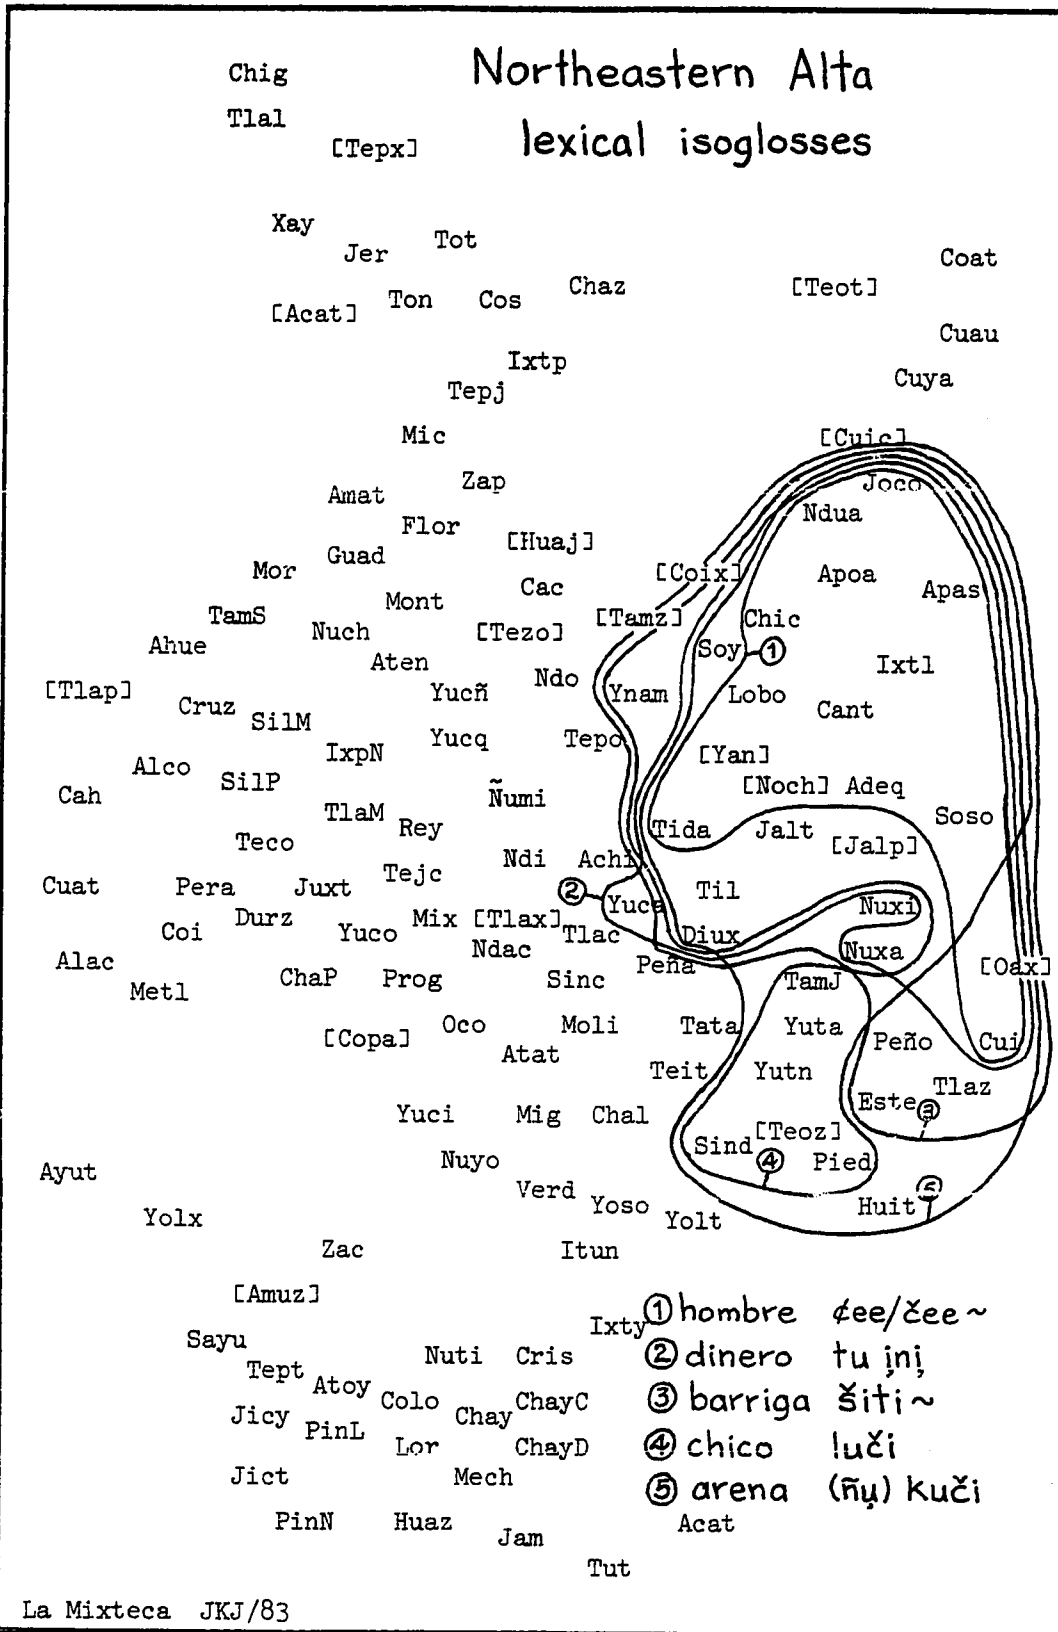 Northeastern Alta
lexical isoglosses
Chig
Tlal
[Tepx]
Xay
Jer
Tot
Coat
[Teot]
Chaz
[Acat]
Ton
Cos
Cuau
Ixtp
Cuya
Tepj
Mic
[Cuic]
Zap
Joco
Amat
Ndua
Flor
[Huaj]
Guad
Mor
[Coix]
Apoa
Cac
Apas
Mont
TamS
[Tamz]
Chic
Nuch
[Tezo]
Ahue
Soy
①
Aten
Ixtl
Ndo
[Tlap]
Yucñ
Ynam
Lobo
Cruz
Cant
SilM
Yucq
Tepo
IxpN
[Yan]
Alco
SilP
[Noch]
Adeq
Cah
Ñumi
TlaM
Soso
Rey
Tida
Jalt
Teco
[Jalp]
Ndi
Achi
Tejc
Cuat
Pera
Juxt
②
Til
Yuca
Nuxi
Durz
Mix
[Tlax]
Coi
Yuco
Tlac
Diux
Ndac
Nuxa
Alac
Peña
[Oax]
ChaP
Prog
Sinc
TamJ
Metl
Oco
Moli
Tata
Yuta
[Copa]
Peño
Cui
Atat
Teit
Yutn
Tlaz
Este
③
Yuci
Mig
Chal
[Teoz]
Sind
④
Pied
Ayut
Nuyo
Verd
⑤
Yoso
Huit
Yolx
Yolt
Zac
Itun
[Amuz]
① hombre ¢ee/čee ~
Ixty
Sayu
② dinero tu įnį
Nuti
Cris
Tept
Atoy
Colo
ChayC
③ barriga šiti ~
Jicy
Chay
PinL
Lor
ChayD
④ chico luči
Jict
Mech
⑤ arena (ñų) kuči
PinN
Huaz
Acat
Jam
Tut
La Mixteca JKJ/83